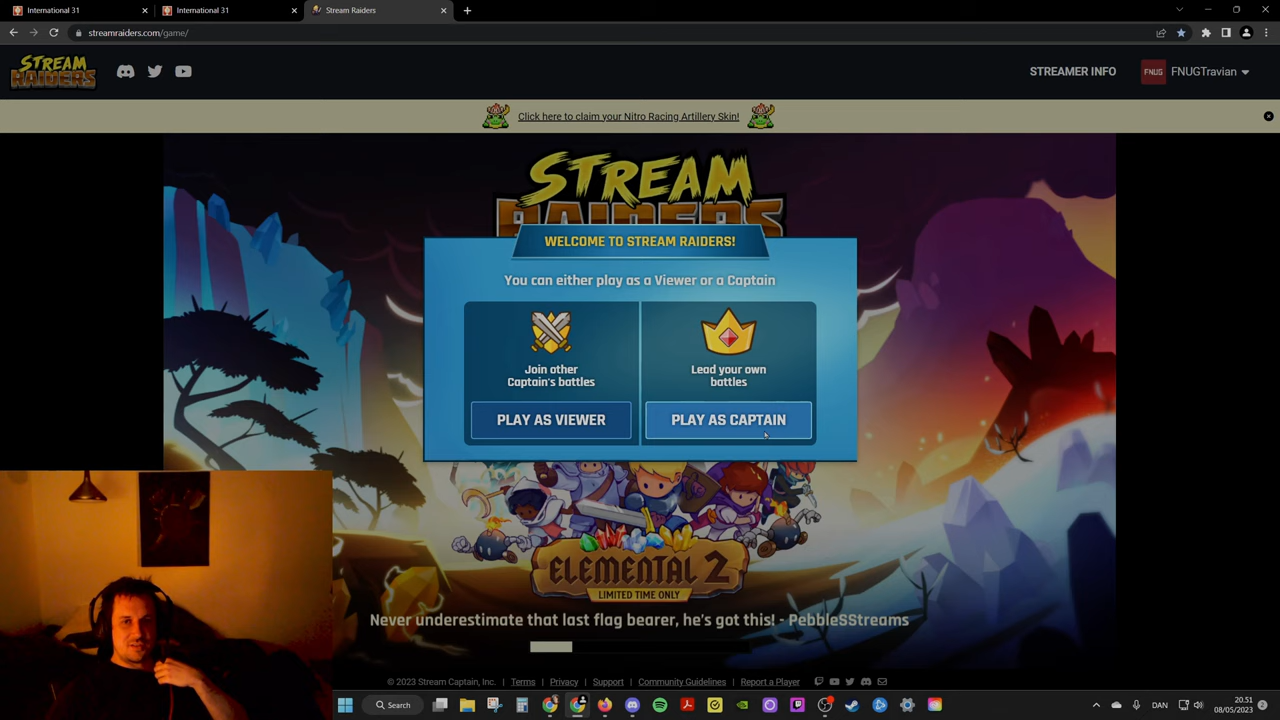 International 31
International 31
Stream Raiders
streamraiders.com/game/
STREAM
RAIDERS
STREAMER INFO
FNUG
FNUGTravian
Click here to claim your Nitro Racing Artillery Skin!
STREAM
RAIDERS
WELCOME TO STREAM RAIDERS!
You can either play as a Viewer or a Captain
Join other
Captain's battles
Lead your own
battles
PLAY AS VIEWER
PLAY AS CAPTAIN
ELEMENTAL 2
LIMITED TIME ONLY
Never underestimate that last flag bearer, he's got this! - PebbleSStreams
© 2023 Stream Captain, Inc.
Terms
Privacy
Support
Community Guidelines
Report a Player
Search
DAN
20.51
08/05/2023